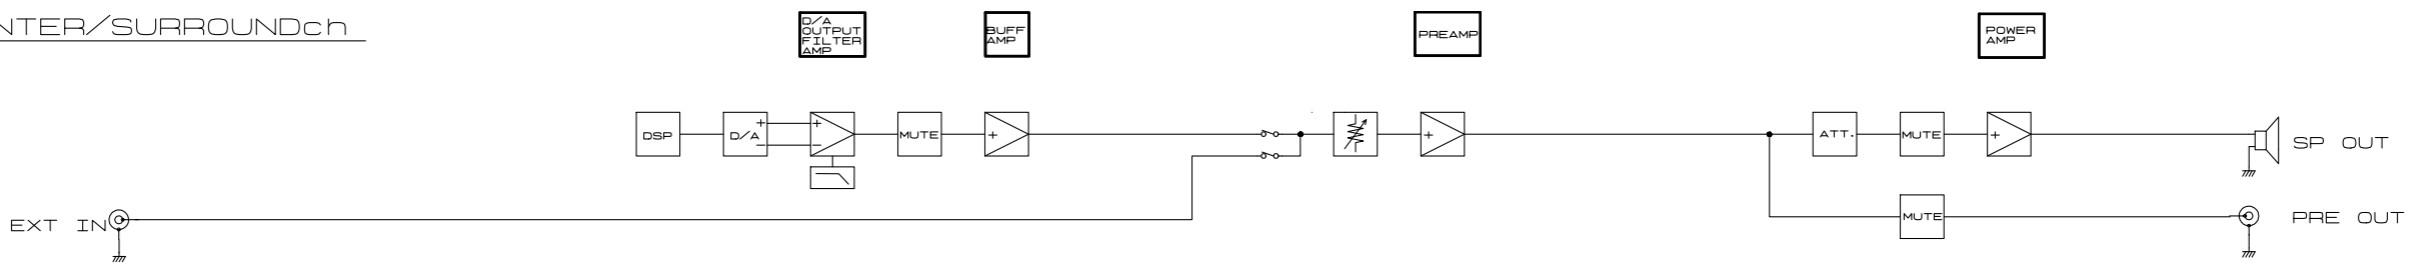 NTER/SURROUNDch
D/A
OUTPUT
FILTER
AMP
BUFF
AMP
PREAMP
POWER
AMP
DSP
D/A
+
−
+
−
MUTE
+
+
ATT.
MUTE
+
SP OUT
EXT IN
MUTE
PRE OUT